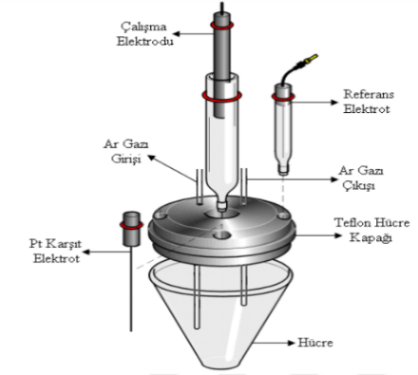 Çalışma
Elektrodu
Referans
Elektrot
Ar Gazı
Girişi
Ar Gazı
Çıkışı
Teflon Hücre
Kapağı
Pt Karşıt
Elektrot
Hücre